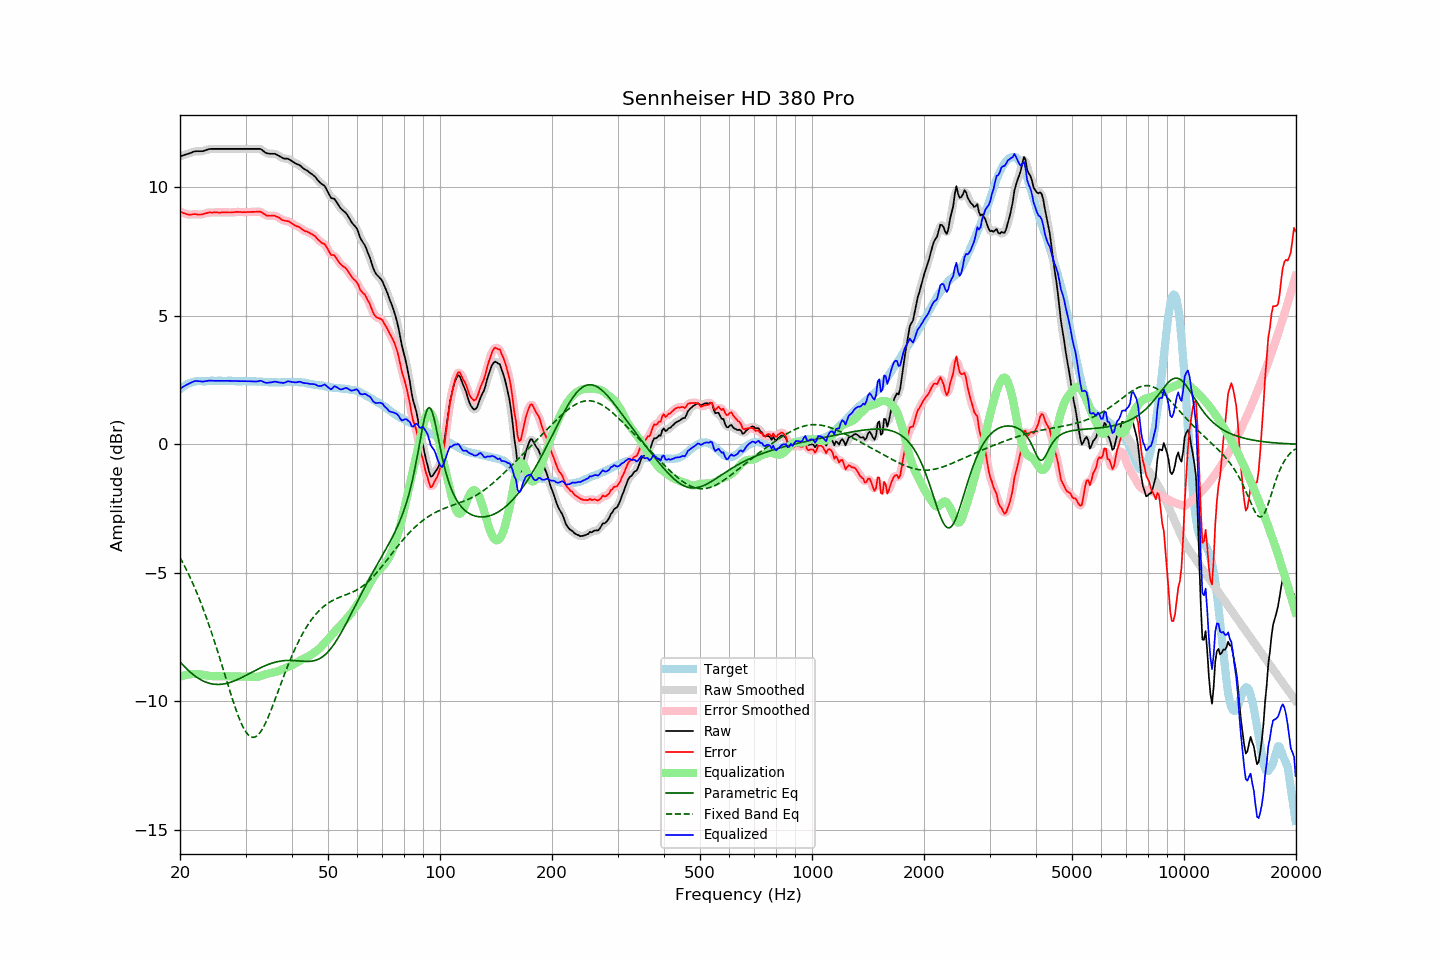 Sennheiser HD 380 Pro
Amplitude (dBr)
10
5
0
−5
−10
−15
Target
Raw Smoothed
Error Smoothed
Raw
Error
Equalization
Parametric Eq
Fixed Band Eq
Equalized
20 50 100 200 500 1000 2000 5000 10000 20000
Frequency (Hz)